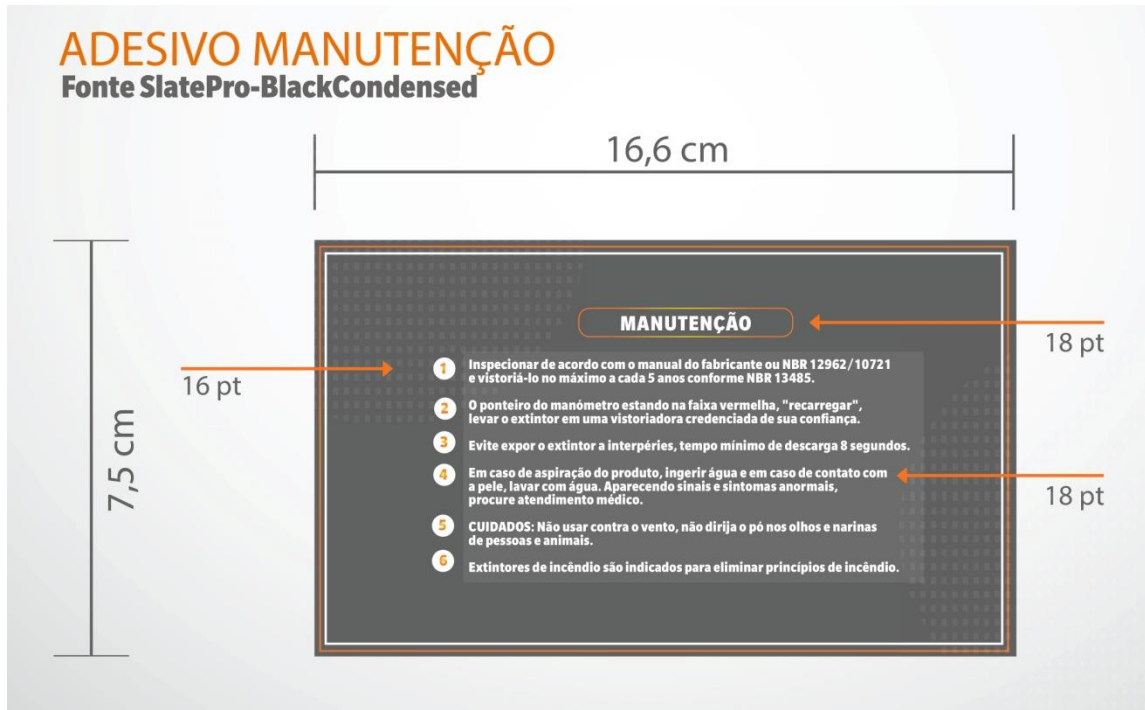 ADESIVO MANUTENÇÃO
Fonte SlatePro-BlackCondensed
16,6 cm
7,5 cm
MANUTENÇÃO
18 pt
16 pt
1 Inspecionar de acordo com o manual do fabricante ou NBR 12962/10721
e vistoriá-lo no máximo a cada 5 anos conforme NBR 13485.
2 O ponteiro do manómetro estando na faixa vermelha, "recarregar",
levar o extintor em uma vistoriadora credenciada de sua confiança.
3 Evite expor o extintor a interpéries, tempo mínimo de descarga 8 segundos.
4 Em caso de aspiração do produto, ingerir água e em caso de contato com
a pele, lavar com água. Aparecendo sinais e sintomas anormais,
procure atendimento médico.
18 pt
5 CUIDADOS: Não usar contra o vento, não dirija o pó nos olhos e narinas
de pessoas e animais.
6 Extintores de incêndio são indicados para eliminar princípios de incêndio.